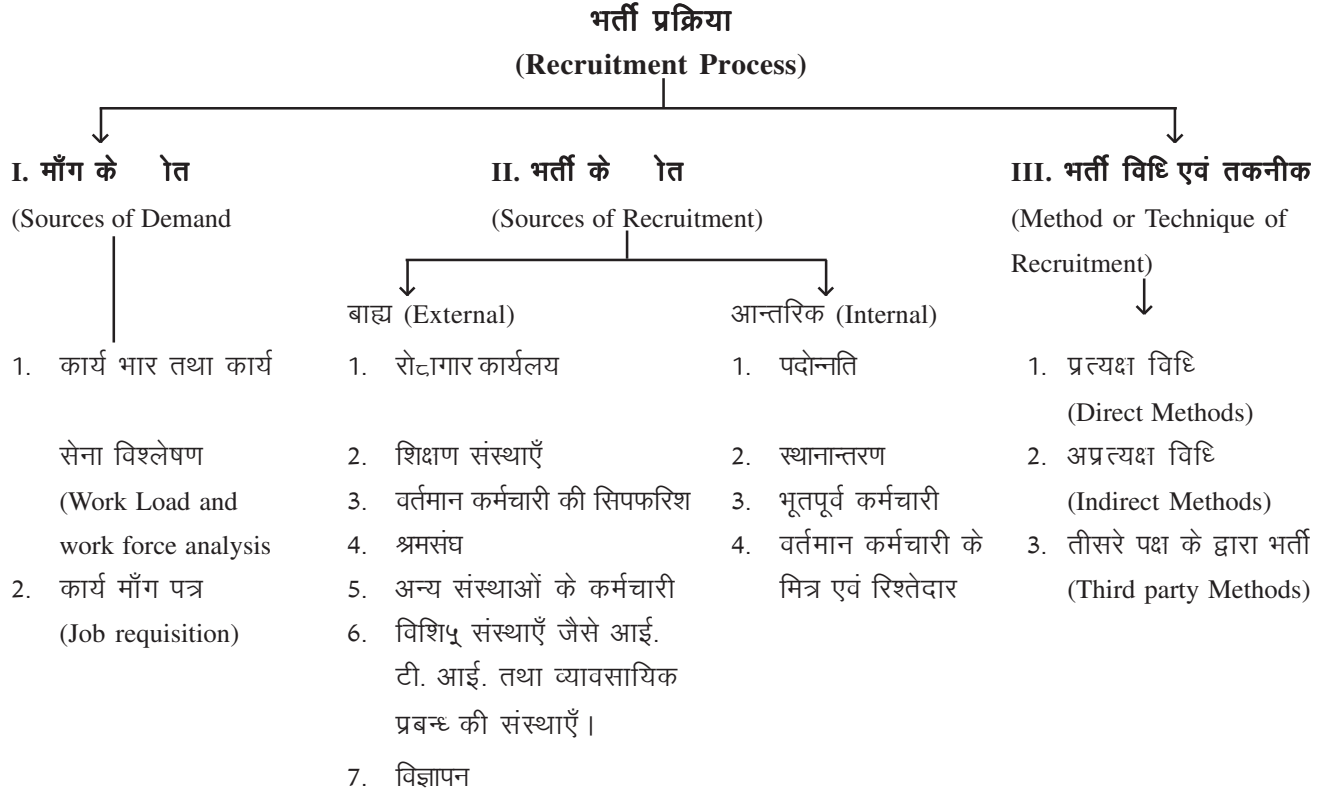 भर्ती प्रक्रिया
(Recruitment Process)
I. माँग के ोत
(Sources of Demand
1. कार्य भार तथा कार्य
सेना विश्लेषण
(Work Load and
work force analysis
2. कार्य माँग पत्र
(Job requisition)
II. भर्ती के ोत
(Sources of Recruitment)
बाह्य (External)
1. रोगार कार्यलय
2. शिक्षण संस्थाएँ
3. वर्तमान कर्मचारी की सिपफरिश
4. श्रमसंघ
5. अन्य संस्थाओं के कर्मचारी
6. विशि५ संस्थाएँ जैसे आई.
टी. आई. तथा व्यावसायिक
प्रबन्ध् की संस्थाएँ।
7. विज्ञापन
आन्तरिक (Internal)
1. पदोन्नति
2. स्थानान्तरण
3. भूतपूर्व कर्मचारी
4. वर्तमान कर्मचारी के
मित्र एवं रिश्तेदार
III. भर्ती विध् िएवं तकनीक
(Method or Technique of
Recruitment)
1. प्रत्यक्ष विध्ि
(Direct Methods)
2. अप्रत्यक्ष विध्ि
(Indirect Methods)
3. तीसरे पक्ष के द्वारा भर्ती
(Third party Methods)